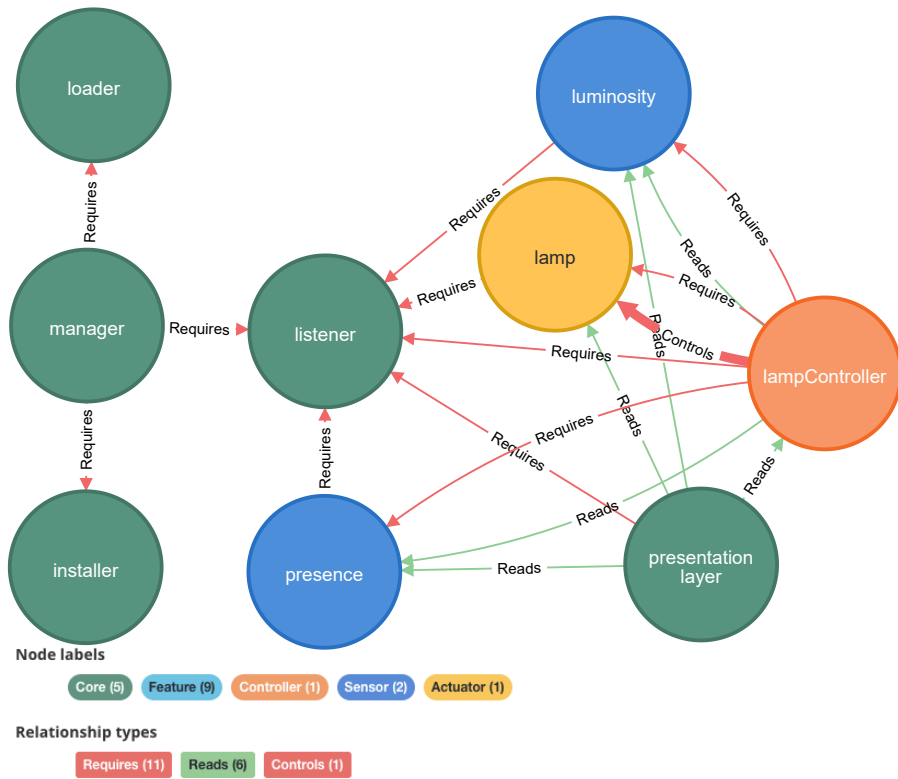 loader
luminosity
Requires
Requires
Requires
lamp
Reads
Requires
Requires
manager
Requires
listener
Reads
Controls
Requires
lampController
Requires
Reads
Requires
Requires
Requires
Reads
Reads
installer
presence
Reads
presentation
layer
Node labels
Core (5) Feature (9) Controller (1) Sensor (2) Actuator (1)
Relationship types
Requires (11) Reads (6) Controls (1)